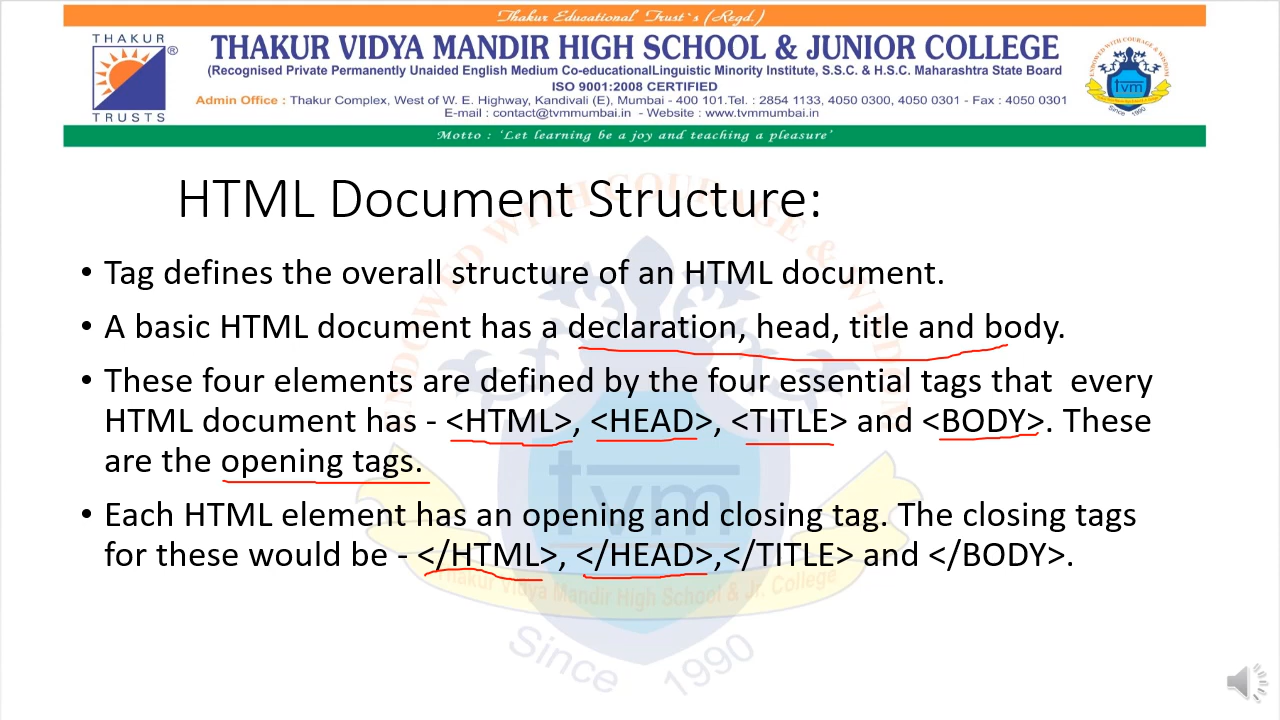 Thakur Educational Trust`s (Regd.)
THAKUR
TRUSTS
®
THAKUR VIDYA MANDIR HIGH SCHOOL & JUNIOR COLLEGE
(Recognised Private Permanently Unaided English Medium Co-educationalLinguistic Minority Institute, S.S.C. & H.S.C. Maharashtra State Board
ISO 9001:2008 CERTIFIED
Admin Office : Thakur Complex, West of W. E. Highway, Kandivali (E), Mumbai - 400 101.Tel. : 2854 1133, 4050 0300, 4050 0301 - Fax : 4050 0301
E-mail : contact@tvmmumbai.in - Website : www.tvmmumbai.in
tvm
Since 1990
Motto : ‘Let learning be a joy and teaching a pleasure’
HTML Document Structure:
• Tag defines the overall structure of an HTML document.
• A basic HTML document has a declaration, head, title and body.
• These four elements are defined by the four essential tags that every
HTML document has - <HTML>, <HEAD>, <TITLE> and <BODY>. These
are the opening tags.
• Each HTML element has an opening and closing tag. The closing tags
for these would be - </HTML>, </HEAD>,</TITLE> and </BODY>.
tvm
Thakur Vidya Mandir High School & Jr. College
Since 1990